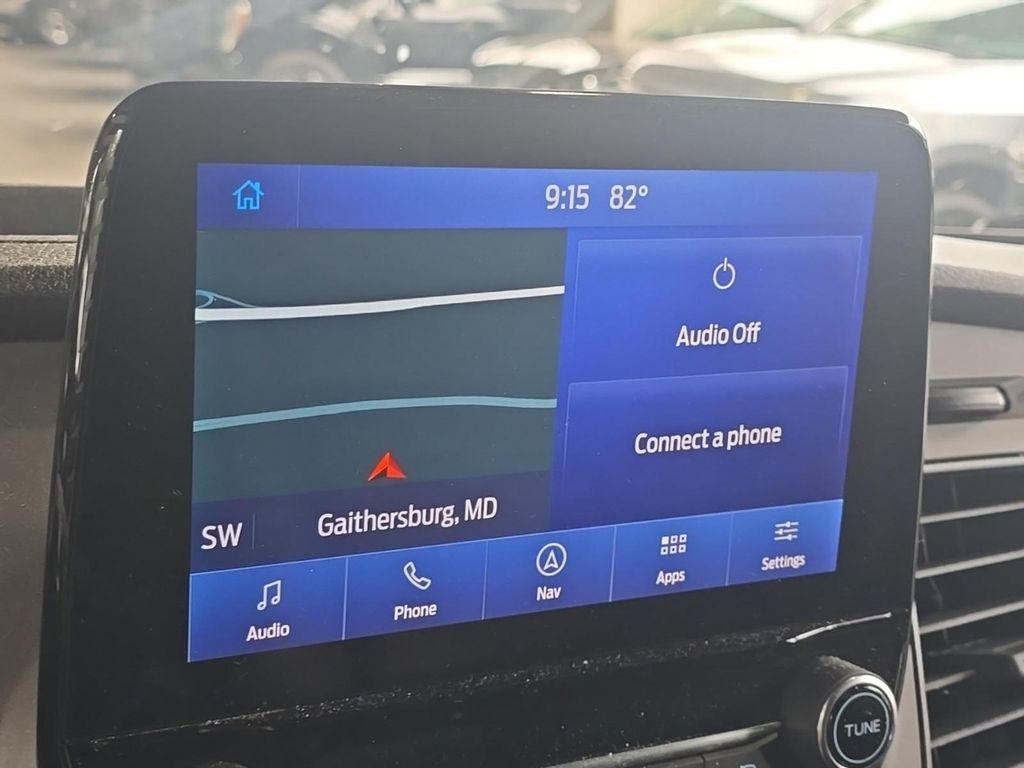 9:15 82°
Audio Off
Connect a phone
SW
Gaithersburg, MD
Audio
Phone
Nav
Apps
Settings
TUNE